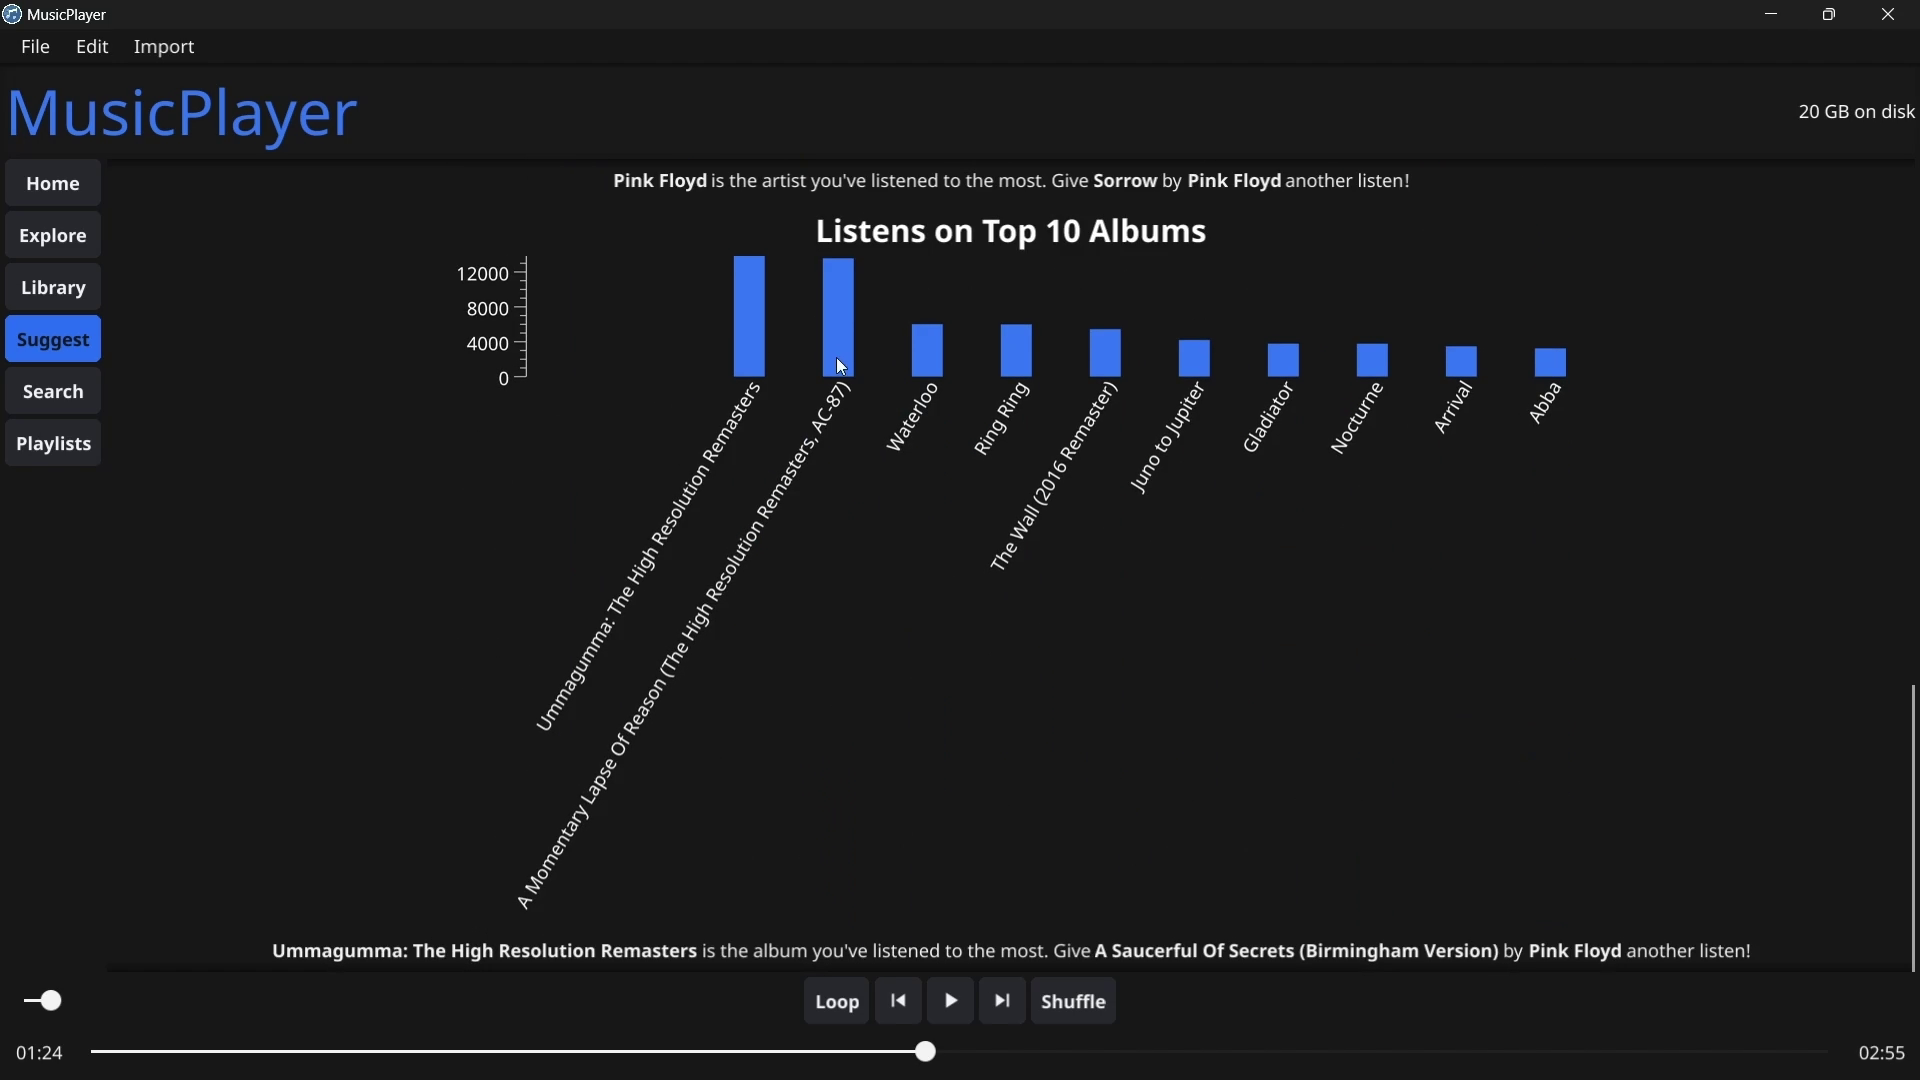 MusicPlayer
File Edit Import
MusicPlayer
20 GB on disk
Home
Explore
Library
Suggest
Search
Playlists
Pink Floyd is the artist you've listened to the most. Give Sorrow by Pink Floyd another listen!
Listens on Top 10 Albums
12000
8000
4000
0
Ummagumma: The High Resolution Remasters
A Momentary Lapse Of Reason (The High Resolution Remasters, AC-87)
Waterloo
Ring Ring
The Wall (2016 Remaster)
Juno to Jupiter
Gladiator
Nocturne
Arrival
Abba
Ummagumma: The High Resolution Remasters is the album you've listened to the most. Give A Saucerful Of Secrets (Birmingham Version) by Pink Floyd another listen!
Loop
Shuffle
01:24
02:55